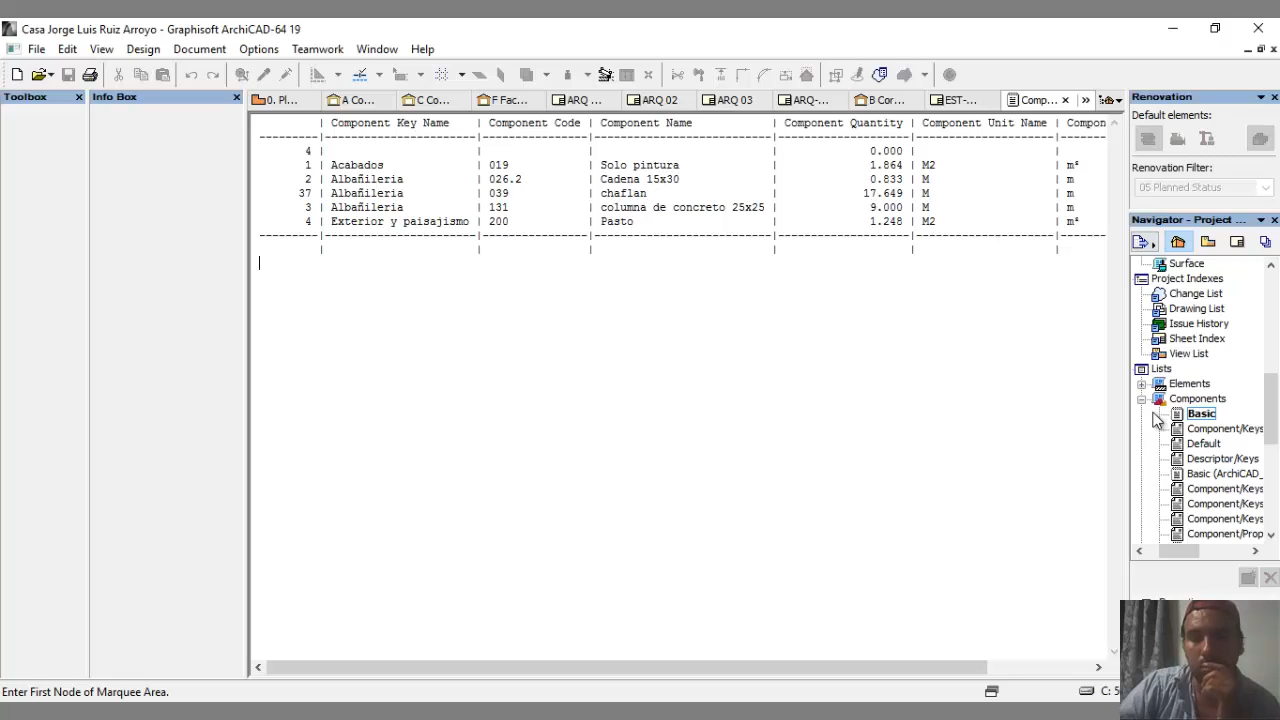 Casa Jorge Luis Ruiz Arroyo - Graphisoft ArchiCAD-64 19
File Edit View Design Document Options Teamwork Window Help
Toolbox
Info Box
0. Pl...
A Co...
C Co...
F Fac...
ARQ ...
ARQ 02
ARQ 03
ARQ-...
B Cor...
EST-...
Comp...
| Component Key Name | Component Code | Component Name | Component Quantity | Component Unit Name | Compon
4 | | | | 0.000 | |
1 | Acabados | 019 | Solo pintura | 1.864 | M2 | m²
2 | Albañileria | 026.2 | Cadena 15x30 | 0.833 | M | m
37 | Albañileria | 039 | chaflan | 17.649 | M | m
3 | Albañileria | 131 | columna de concreto 25x25 | 9.000 | M | m
4 | Exterior y paisajismo | 200 | Pasto | 1.248 | M2 | m²
Renovation
Default elements:
Renovation Filter:
05 Planned Status
Navigator - Project ...
Surface
Project Indexes
Change List
Drawing List
Issue History
Sheet Index
View List
Lists
Elements
Components
Basic
Component/Keys
Default
Descriptor/Keys
Basic (ArchiCAD_
Component/Keys
Component/Keys
Component/Keys
Component/Prop
Enter First Node of Marquee Area.
C: 5